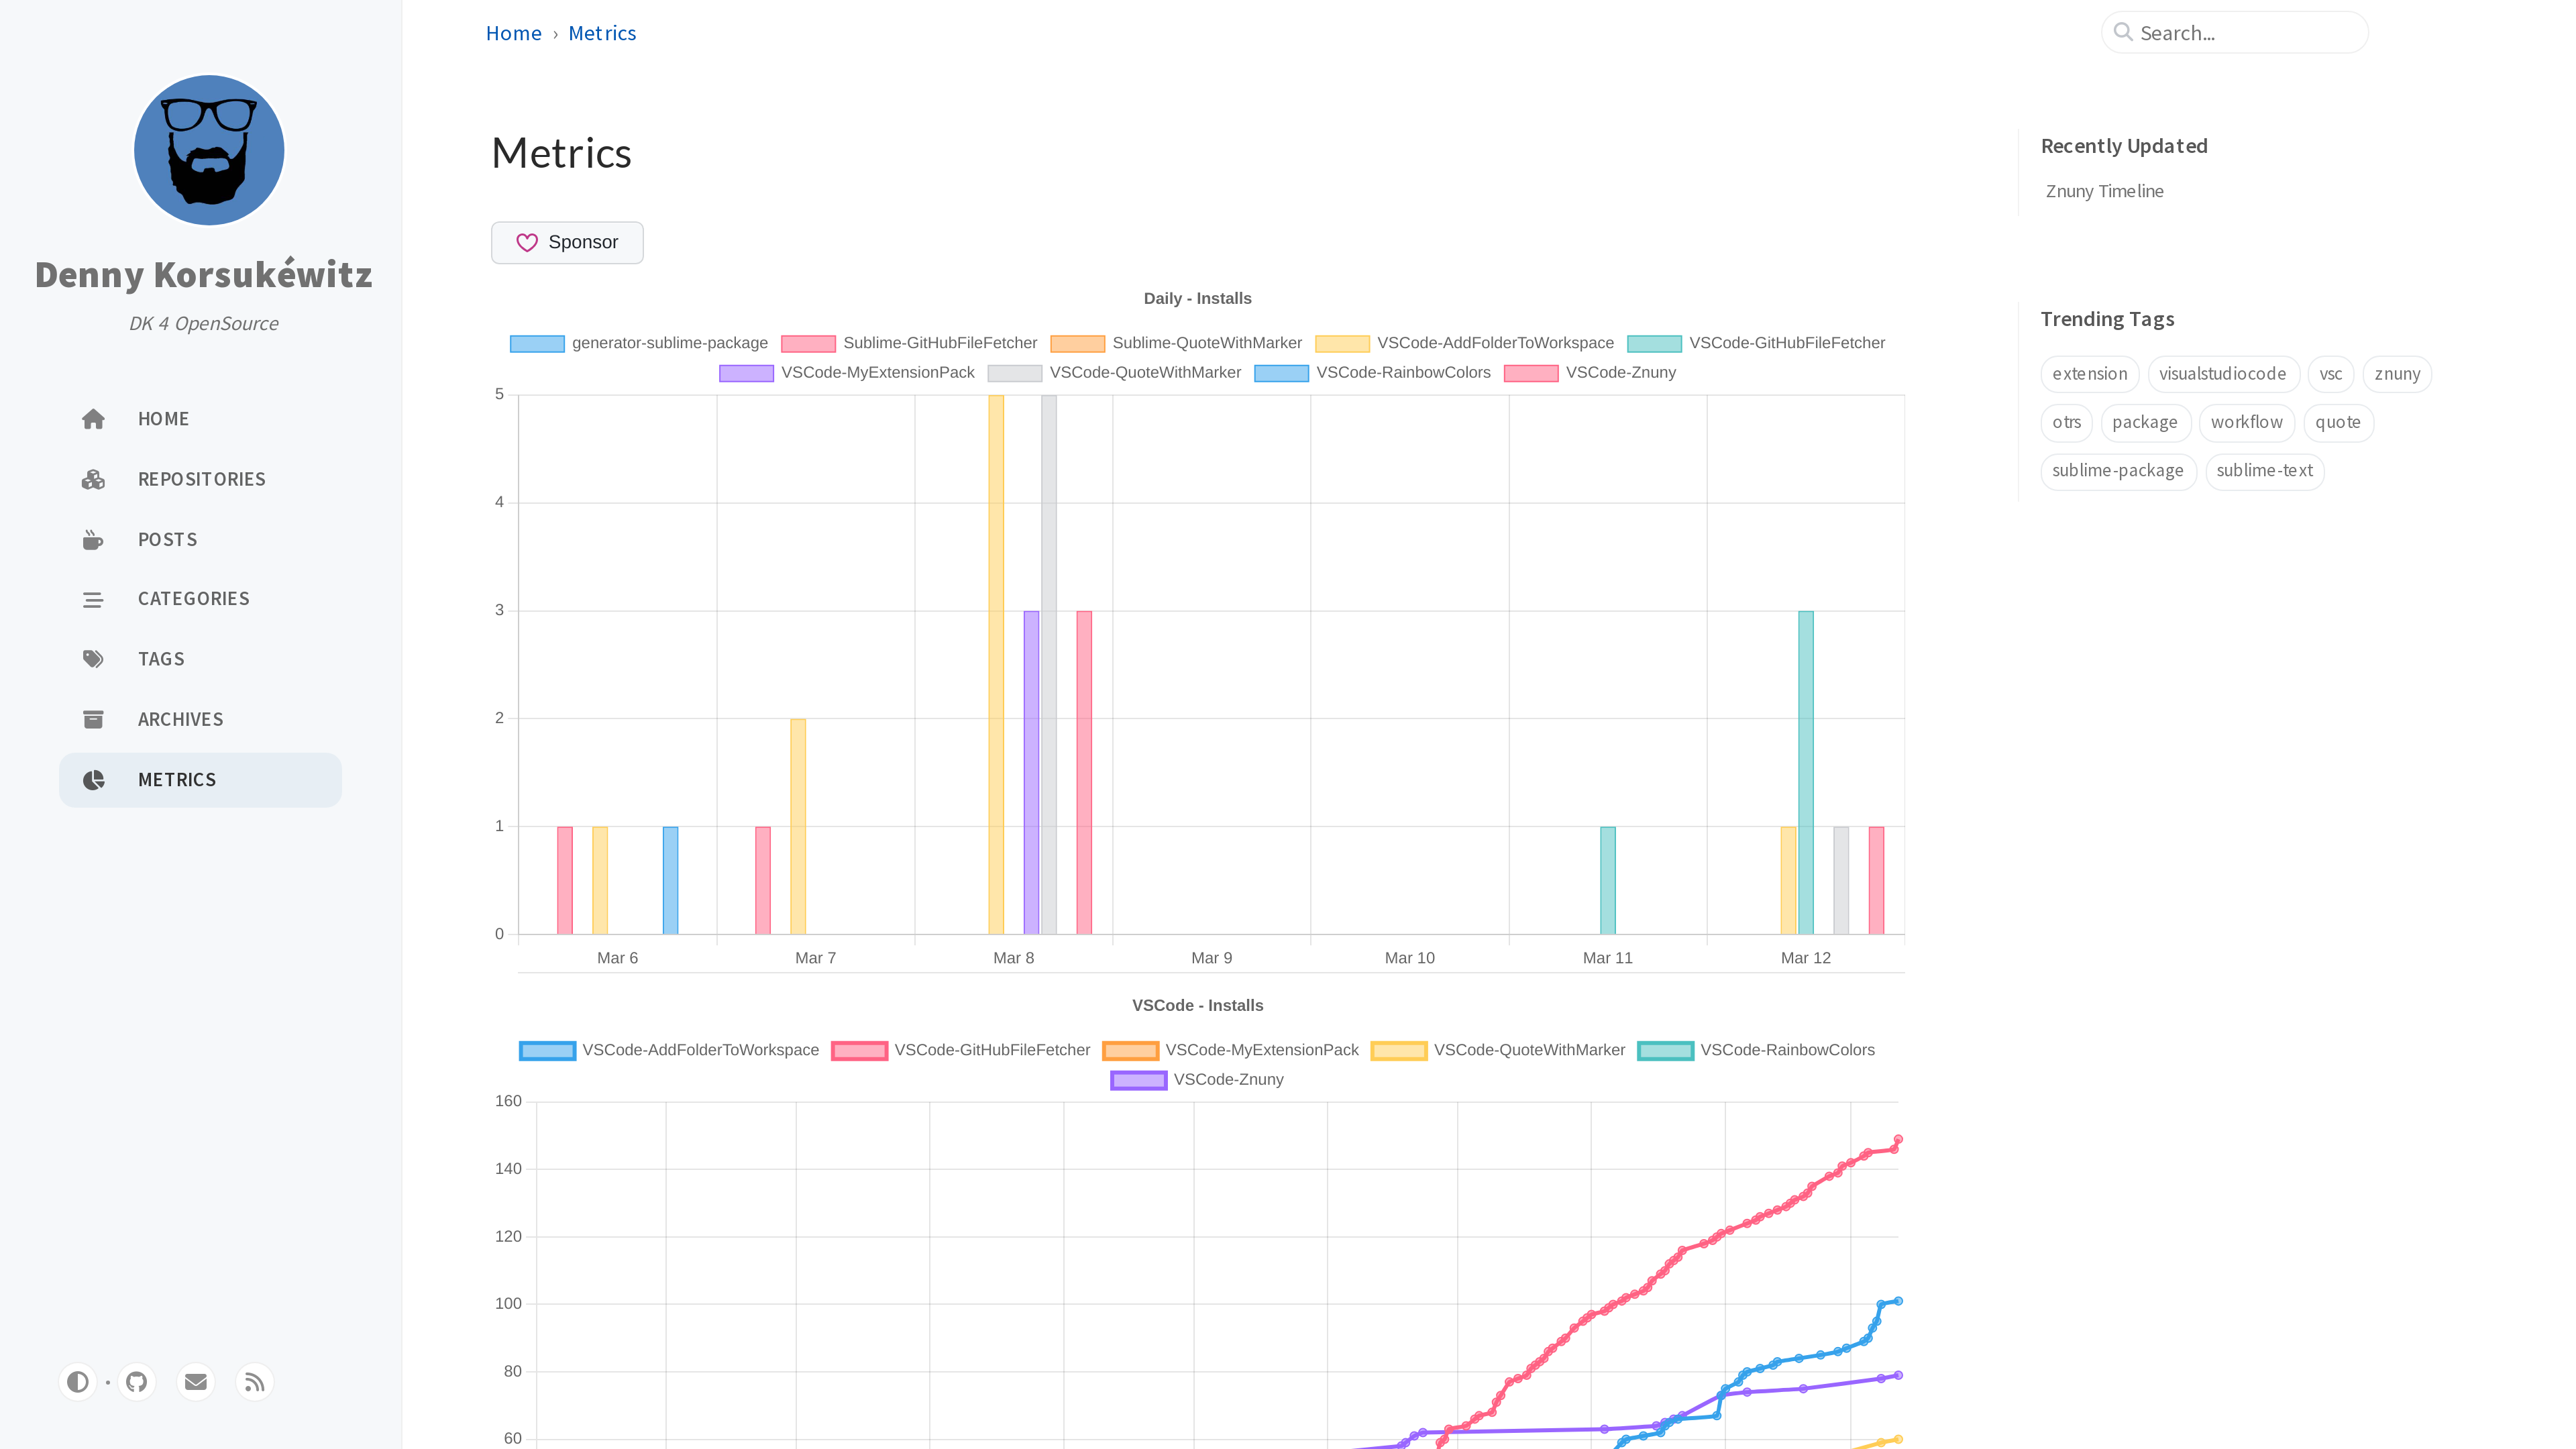 Home › Metrics
Search...
Denny Korsukéwitz
DK 4 OpenSource
HOME
REPOSITORIES
POSTS
CATEGORIES
TAGS
ARCHIVES
METRICS
Metrics
Sponsor
Daily - Installs
generator-sublime-package Sublime-GitHubFileFetcher Sublime-QuoteWithMarker VSCode-AddFolderToWorkspace VSCode-GitHubFileFetcher
VSCode-MyExtensionPack VSCode-QuoteWithMarker VSCode-RainbowColors VSCode-Znuny
5
4
3
2
1
0
Mar 6 Mar 7 Mar 8 Mar 9 Mar 10 Mar 11 Mar 12
VSCode - Installs
VSCode-AddFolderToWorkspace VSCode-GitHubFileFetcher VSCode-MyExtensionPack VSCode-QuoteWithMarker VSCode-RainbowColors
VSCode-Znuny
160
140
120
100
80
60
Recently Updated
Znuny Timeline
Trending Tags
extension visualstudiocode vsc znuny
otrs package workflow quote
sublime-package sublime-text